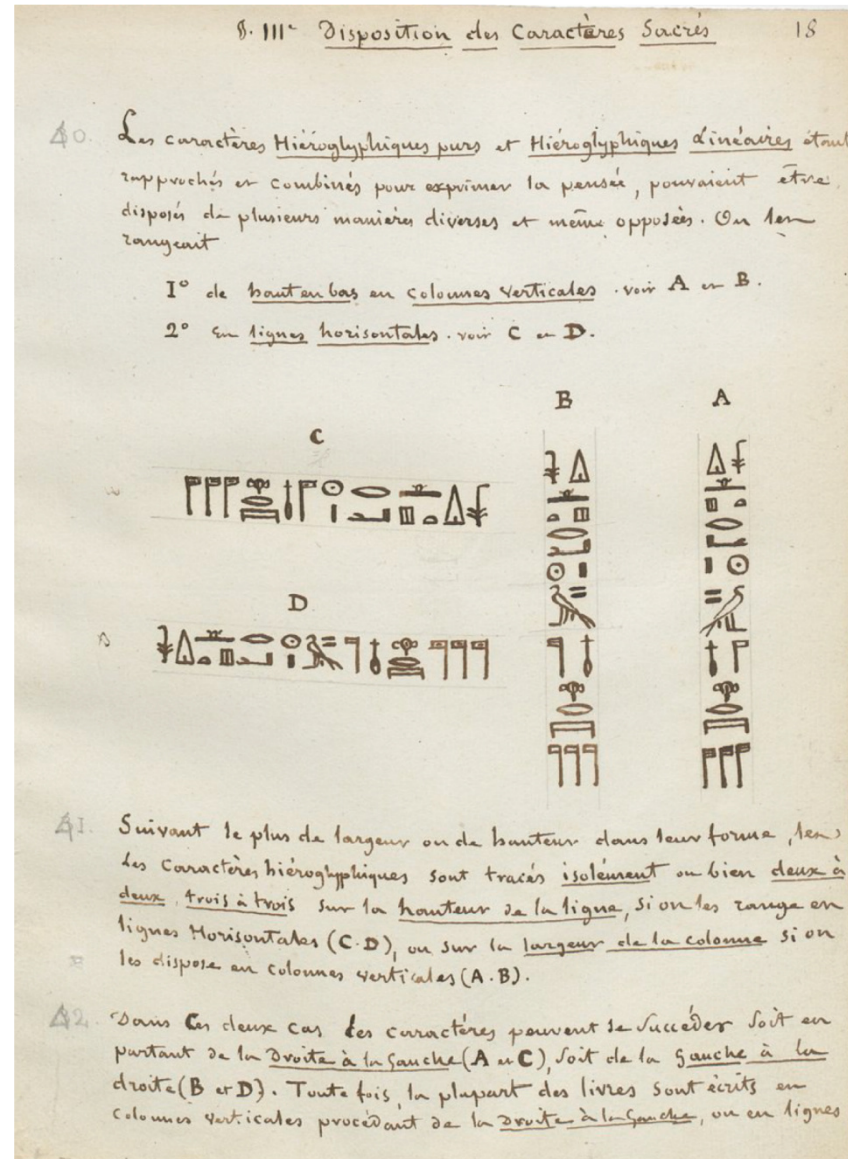 §. IIIe Disposition des Caractères Sacrés 18
40. Les caractères Hiéroglyphiques purs et Hiéroglyphiques Linéaires étant
rapprochés et combinés pour exprimer la pensée, pouvaient être
disposés de plusieurs manières diverses et même opposées. On les
rangeait
1° de haut en bas en colonnes verticales. voir A et B.
2° En lignes horisontales. voir C et D.
B A
C
D
41. Suivant le plus de largeur ou de hauteur dans leur forme, les
Les caractères hiéroglyphiques sont tracés isolément ou bien deux à
deux, trois à trois sur la hauteur de la ligne, si on les range en
lignes Horisontales (C.D), ou sur la largeur de la colonne si on
les dispose en colonnes verticales (A.B).
42. Dans Ces deux cas les caractères peuvent se succéder soit en
partant de la Droite à la Gauche (A et C), soit de la Gauche à la
droite (B et D). Toute fois, la plupart des livres sont écrits en
colonnes verticales procédant de la Droite à la Gauche, ou en lignes